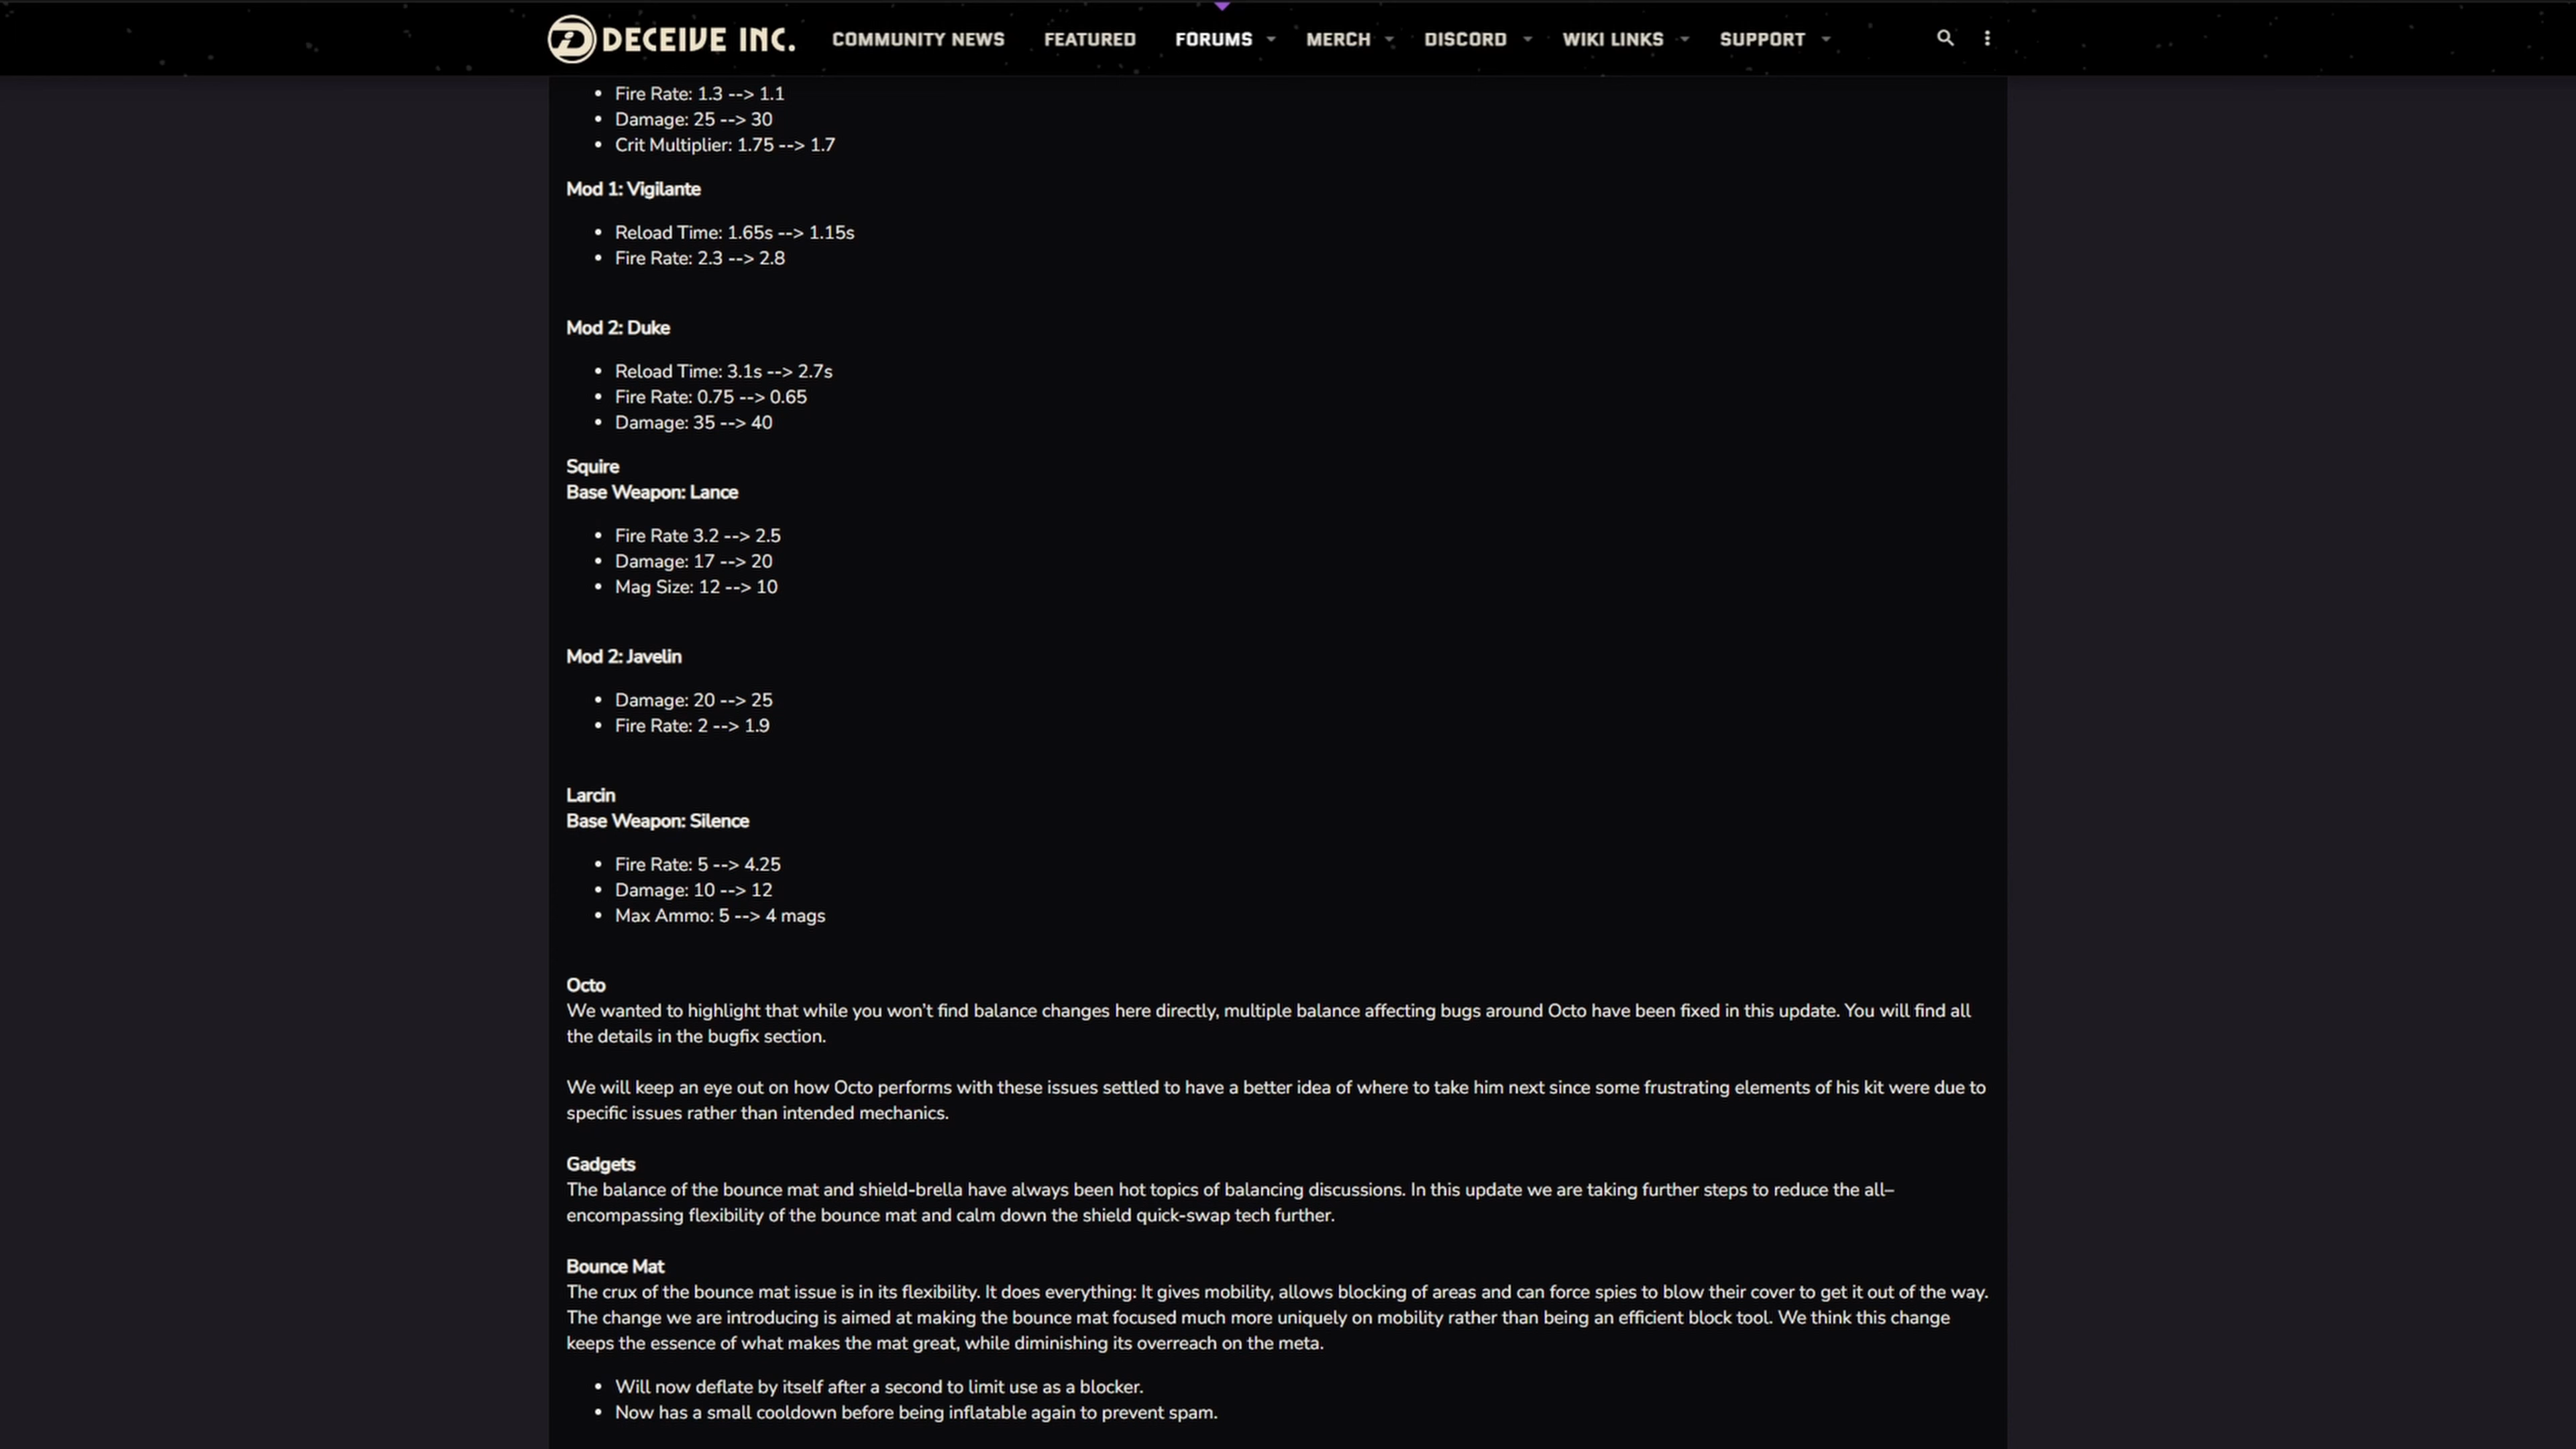 DECEIVE INC.
COMMUNITY NEWS
FEATURED
FORUMS
MERCH
DISCORD
WIKI LINKS
SUPPORT
• Fire Rate: 1.3 --> 1.1
• Damage: 25 --> 30
• Crit Multiplier: 1.75 --> 1.7
Mod 1: Vigilante
• Reload Time: 1.65s --> 1.15s
• Fire Rate: 2.3 --> 2.8
Mod 2: Duke
• Reload Time: 3.1s --> 2.7s
• Fire Rate: 0.75 --> 0.65
• Damage: 35 --> 40
Squire
Base Weapon: Lance
• Fire Rate 3.2 --> 2.5
• Damage: 17 --> 20
• Mag Size: 12 --> 10
Mod 2: Javelin
• Damage: 20 --> 25
• Fire Rate: 2 --> 1.9
Larcin
Base Weapon: Silence
• Fire Rate: 5 --> 4.25
• Damage: 10 --> 12
• Max Ammo: 5 --> 4 mags
Octo
We wanted to highlight that while you won't find balance changes here directly, multiple balance affecting bugs around Octo have been fixed in this update. You will find all
the details in the bugfix section.
We will keep an eye out on how Octo performs with these issues settled to have a better idea of where to take him next since some frustrating elements of his kit were due to
specific issues rather than intended mechanics.
Gadgets
The balance of the bounce mat and shield-brella have always been hot topics of balancing discussions. In this update we are taking further steps to reduce the all–
encompassing flexibility of the bounce mat and calm down the shield quick-swap tech further.
Bounce Mat
The crux of the bounce mat issue is in its flexibility. It does everything: It gives mobility, allows blocking of areas and can force spies to blow their cover to get it out of the way.
The change we are introducing is aimed at making the bounce mat focused much more uniquely on mobility rather than being an efficient block tool. We think this change
keeps the essence of what makes the mat great, while diminishing its overreach on the meta.
• Will now deflate by itself after a second to limit use as a blocker.
• Now has a small cooldown before being inflatable again to prevent spam.